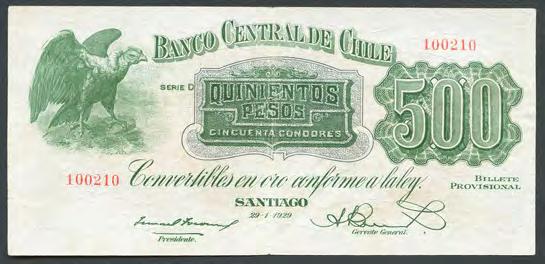 BANCO CENTRAL DE CHILE
100210
SERIE D
QUINIENTOS
PESOS
CINCUENTA CONDORES
500
100210
Convertibles en oro conforme a la ley.
BILLETE
PROVISIONAL
SANTIAGO
29-1-1929
Presidente.
Gerente General.